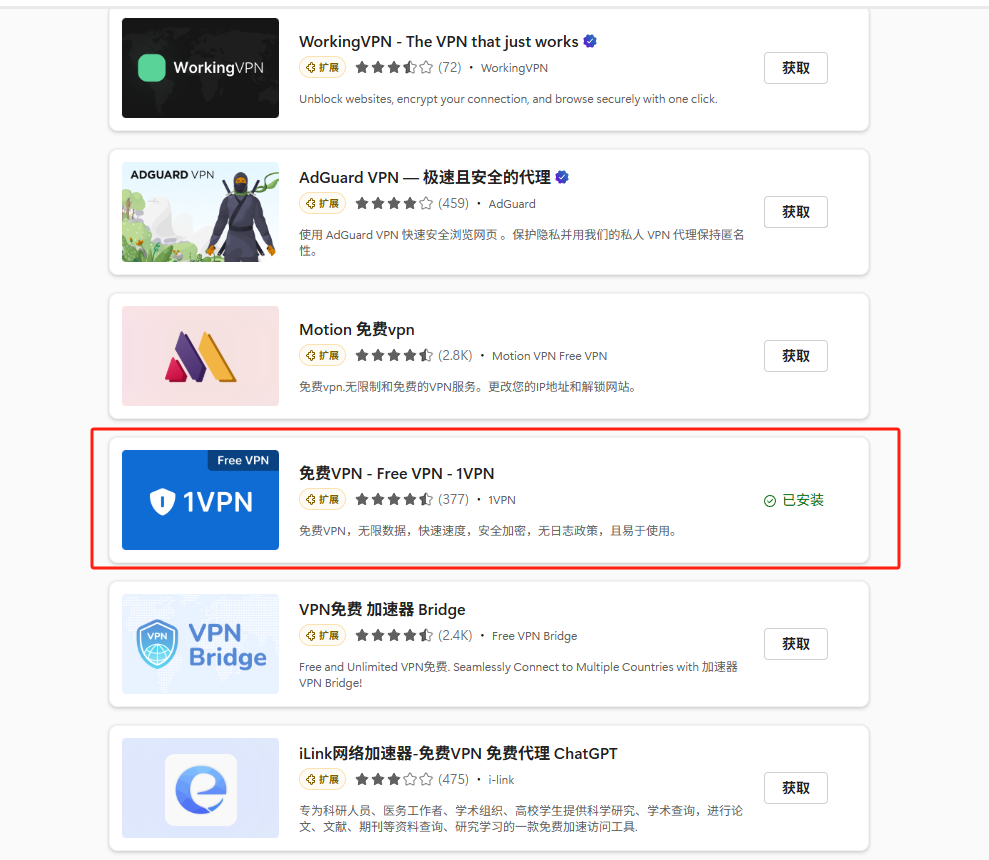 WorkingVPN
WorkingVPN - The VPN that just works
扩展 (72) • WorkingVPN
Unblock websites, encrypt your connection, and browse securely with one click.
获取
ADGUARD VPN
AdGuard VPN — 极速且安全的代理
扩展 (459) • AdGuard
使用 AdGuard VPN 快速安全浏览网页 。保护隐私并用我们的私人 VPN 代理保持匿名
性。
获取
Motion 免费vpn
扩展 (2.8K) • Motion VPN Free VPN
免费vpn.无限制和免费的VPN服务。更改您的IP地址和解锁网站。
获取
Free VPN
1VPN
免费VPN - Free VPN - 1VPN
扩展 (377) • 1VPN
免费VPN，无限数据，快速速度，安全加密，无日志政策，且易于使用。
已安装
VPN
VPN
Bridge
VPN免费 加速器 Bridge
扩展 (2.4K) • Free VPN Bridge
Free and Unlimited VPN免费. Seamlessly Connect to Multiple Countries with 加速器
VPN Bridge!
获取
iLink网络加速器-免费VPN 免费代理 ChatGPT
扩展 (475) • i-link
专为科研人员、医务工作者、学术组织、高校学生提供科学研究、学术查询，进行论
文、文献、期刊等资料查询、研究学习的一款免费加速访问工具.
获取